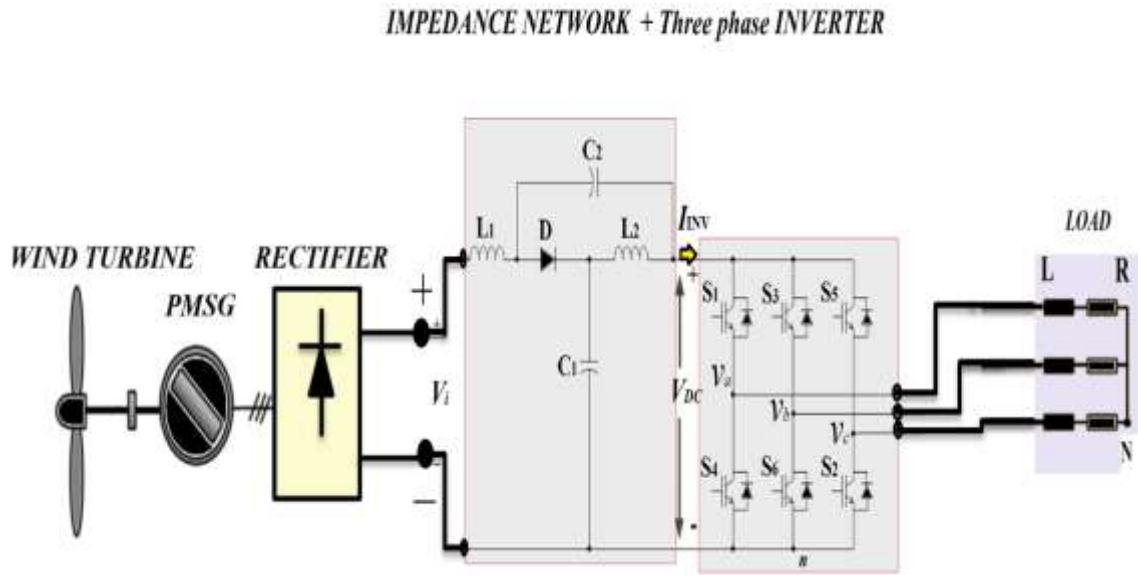 IMPEDANCE NETWORK + Three phase INVERTER
C2
L1 D L2 IINV
LOAD
WIND TURBINE RECTIFIER
L R
PMSG
+
+
S1 S3 S5
C1
Vi
VDC
Va
Vb
Vc
S4 S6 S2
N
−
-
n